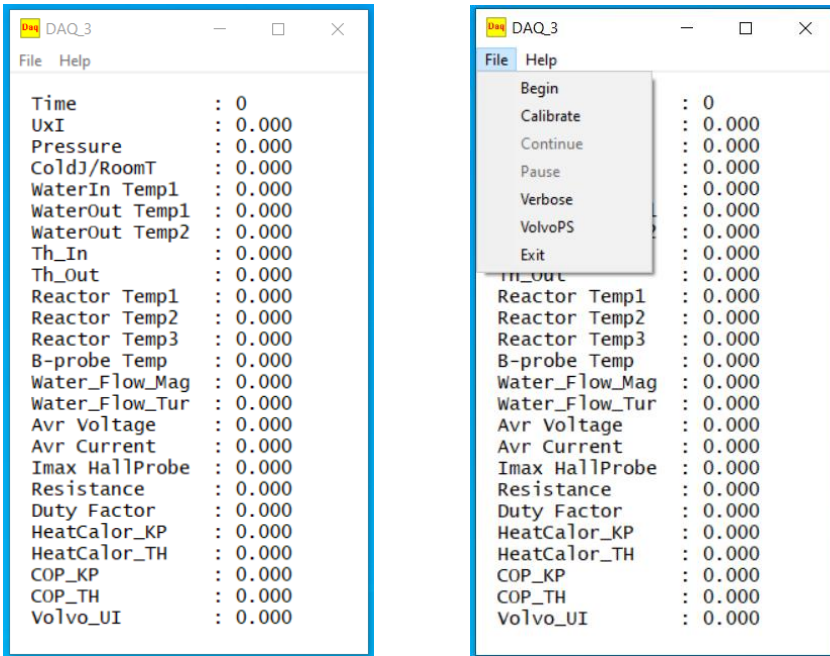 Daq DAQ_3
File Help
Time : 0
UxI : 0.000
Pressure : 0.000
ColdJ/RoomT : 0.000
WaterIn Temp1 : 0.000
WaterOut Temp1 : 0.000
WaterOut Temp2 : 0.000
Th_In : 0.000
Th_Out : 0.000
Reactor Temp1 : 0.000
Reactor Temp2 : 0.000
Reactor Temp3 : 0.000
B-probe Temp : 0.000
Water_Flow_Mag : 0.000
Water_Flow_Tur : 0.000
Avr Voltage : 0.000
Avr Current : 0.000
Imax HallProbe : 0.000
Resistance : 0.000
Duty Factor : 0.000
HeatCalor_KP : 0.000
HeatCalor_TH : 0.000
COP_KP : 0.000
COP_TH : 0.000
Volvo_UI : 0.000
Daq DAQ_3
File Help
Begin
Calibrate
Continue
Pause
Verbose
VolvoPS
Exit
: 0
: 0.000
: 0.000
: 0.000
: 0.000
1 : 0.000
2 : 0.000
: 0.000
Th_Out : 0.000
Reactor Temp1 : 0.000
Reactor Temp2 : 0.000
Reactor Temp3 : 0.000
B-probe Temp : 0.000
Water_Flow_Mag : 0.000
Water_Flow_Tur : 0.000
Avr Voltage : 0.000
Avr Current : 0.000
Imax HallProbe : 0.000
Resistance : 0.000
Duty Factor : 0.000
HeatCalor_KP : 0.000
HeatCalor_TH : 0.000
COP_KP : 0.000
COP_TH : 0.000
Volvo_UI : 0.000